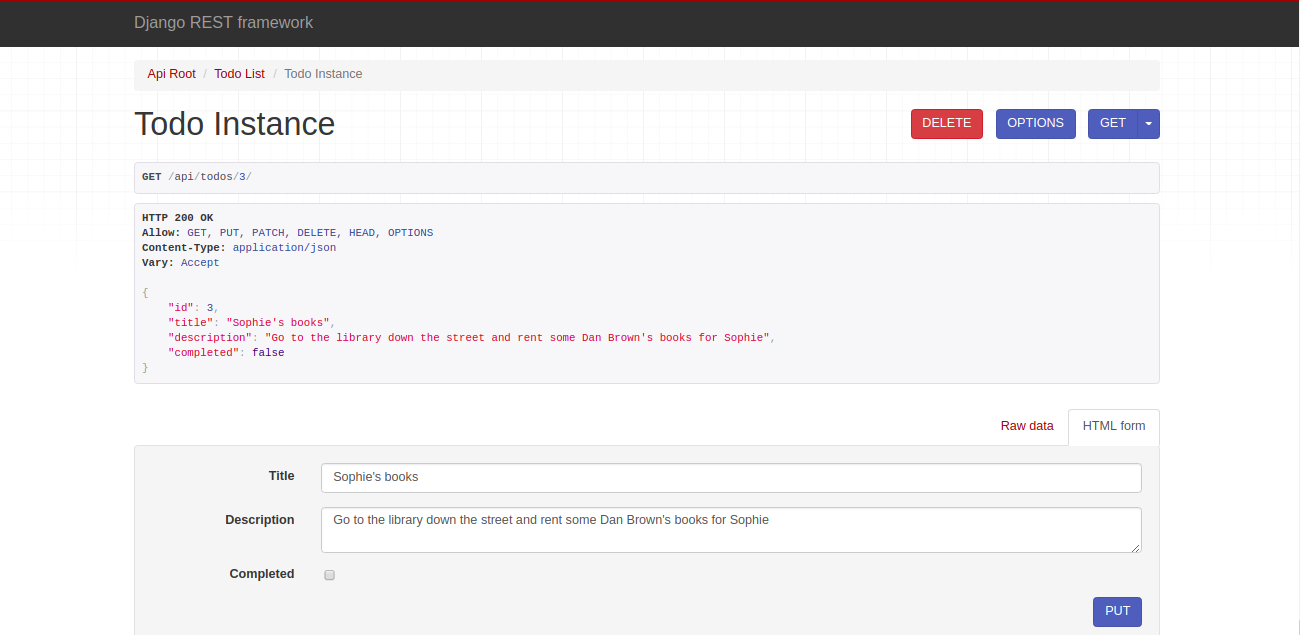 Django REST framework
Api Root / Todo List / Todo Instance
Todo Instance
DELETE OPTIONS GET
GET /api/todos/3/
HTTP 200 OK
Allow: GET, PUT, PATCH, DELETE, HEAD, OPTIONS
Content-Type: application/json
Vary: Accept
{
    "id": 3,
    "title": "Sophie's books",
    "description": "Go to the library down the street and rent some Dan Brown's books for Sophie",
    "completed": false
}
Raw data HTML form
Title Sophie's books
Description Go to the library down the street and rent some Dan Brown's books for Sophie
Completed
PUT